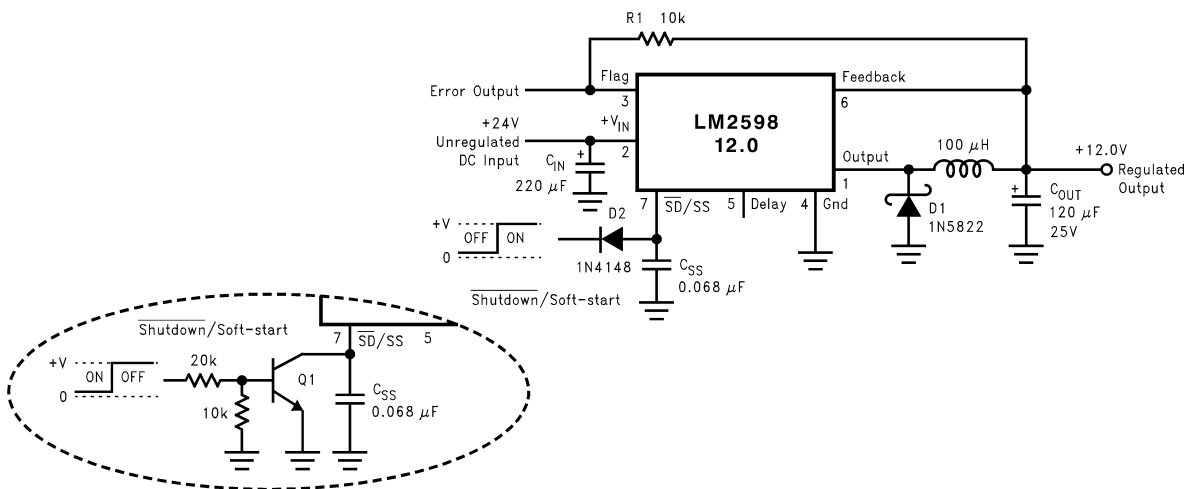 R1 10k
Flag
Feedback
Error Output
3
6
+24V
+VIN
LM2598
12.0
Unregulated
DC Input
2
CIN
+
220 μF
Output
1
100 μH
+12.0V
Regulated
Output
+
COUT
120 μF
25V
D1
1N5822
7
SD/SS
5
Delay
4
Gnd
+V
OFF
ON
0
D2
1N4148
CSS
0.068 μF
Shutdown/Soft-start
Shutdown/Soft-start
7
SD/SS
5
+V
ON
OFF
0
20k
Q1
10k
CSS
0.068 μF